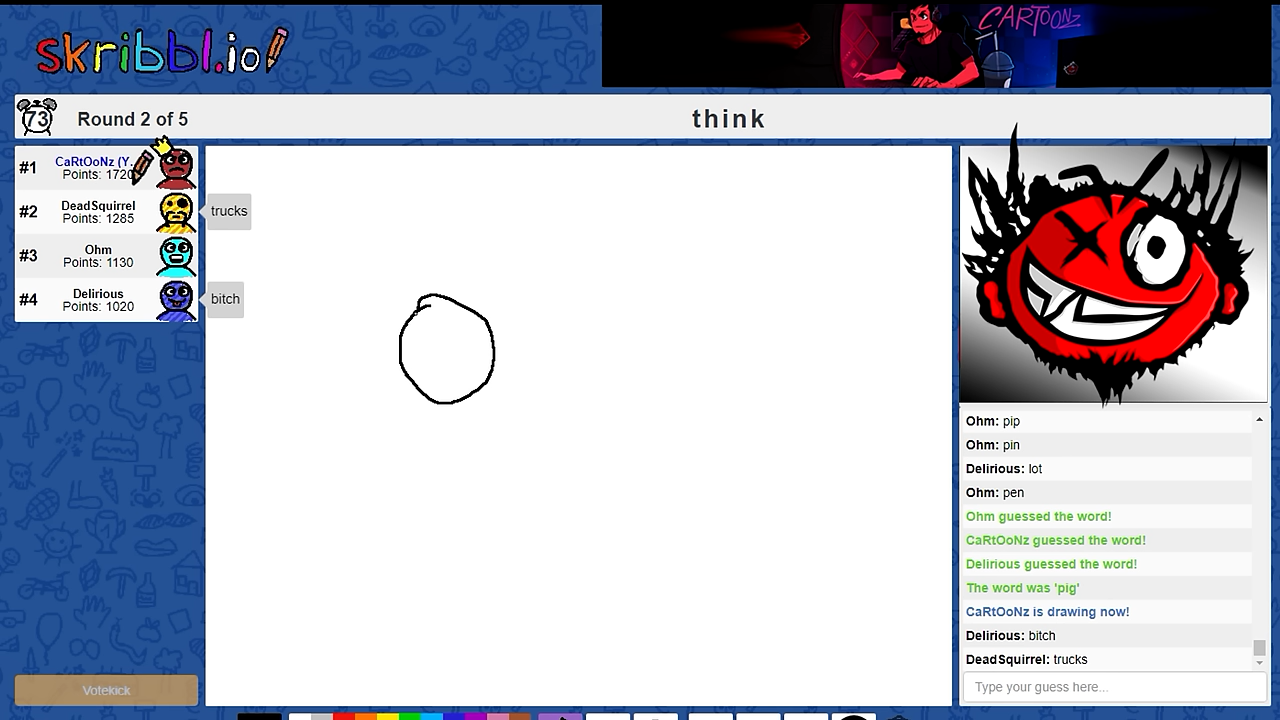 skribbl.io
CARTOONZ
73
Round 2 of 5
think
#1
CaRtOoNz (Y...
Points: 1720
#2
DeadSquirrel
Points: 1285
trucks
#3
Ohm
Points: 1130
#4
Delirious
Points: 1020
bitch
Ohm: pip
Ohm: pin
Delirious: lot
Ohm: pen
Ohm guessed the word!
CaRtOoNz guessed the word!
Delirious guessed the word!
The word was 'pig'
CaRtOoNz is drawing now!
Delirious: bitch
DeadSquirrel: trucks
Type your guess here...
Votekick